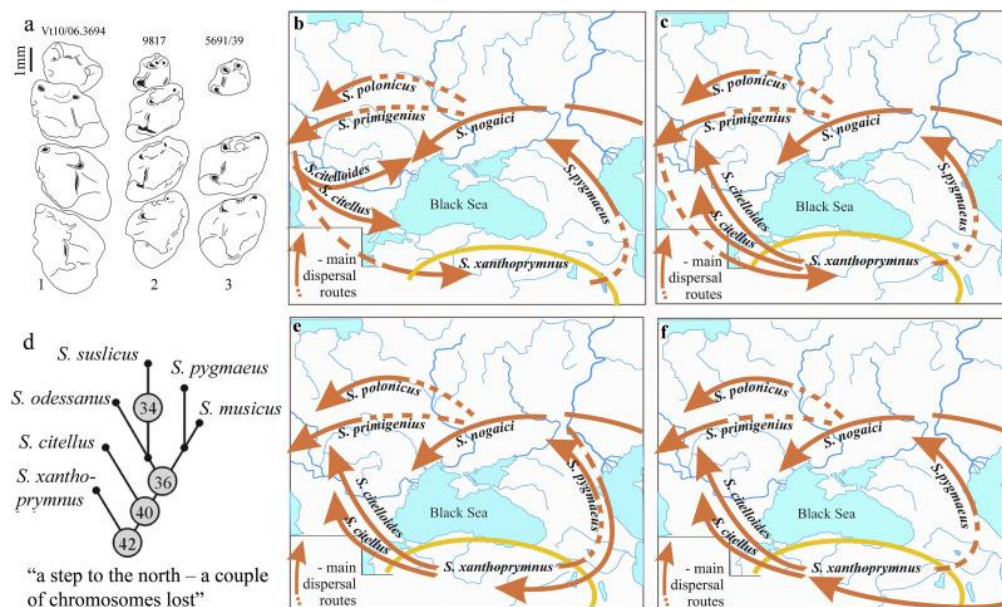 a
Vt10/06.3694
9817
5691/39
1mm
1
2
3
b
S. polonicus
S. primigenius
S. nogaici
S.citelloides
S. citellus
S.pygmaeus
Black Sea
S. xanthoprymnus
- main
dispersal
routes
c
S. polonicus
S. primigenius
S. nogaici
S. citelloides
S. citellus
S.pygmaeus
Black Sea
S. xanthoprymnus
- main
dispersal
routes
d
S. suslicus
S. pygmaeus
34
S. odessanus
S. musicus
S. citellus
36
S. xantho-
prymnus
40
42
“a step to the north – a couple
of chromosomes lost”
e
S. polonicus
S. primigenius
S. nogaici
S. citelloides
S. citellus
S.pygmaeus
Black Sea
S. xanthoprymnus
- main
dispersal
routes
f
S. polonicus
S. primigenius
S. nogaici
S. citelloides
S. citellus
S.pygmaeus
Black Sea
S. xanthoprymnus
- main
dispersal
routes